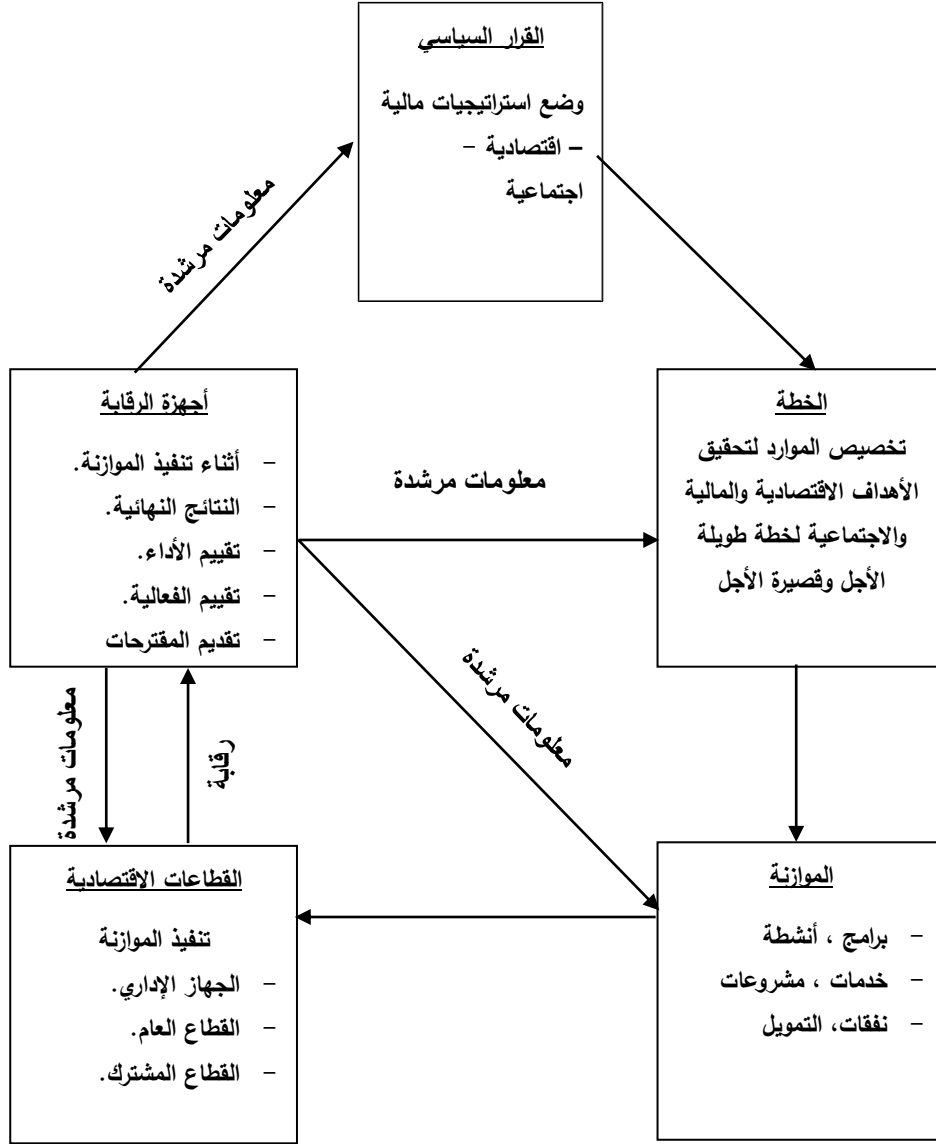 القرار السياسي
وضع استراتيجيات مالية
– اقتصادية –
اجتماعية
معلومات مرشدة
الخطة
تخصيص الموارد لتحقيق
الأهداف الاقتصادية والمالية
والاجتماعية لخطة طويلة
الأجل وقصيرة الأجل
معلومات مرشدة
أجهزة الرقابة
– أثناء تنفيذ الموازنة.
– النتائج النهائية.
– تقييم الأداء.
– تقييم الفعالية.
– تقديم المقترحات
معلومات مرشدة
رقابة
معلومات مرشدة
الموازنة
– برامج ، أنشطة
– خدمات ، مشروعات
– نفقات، التمويل
القطاعات الاقتصادية
تنفيذ الموازنة
– الجهاز الإداري.
– القطاع العام.
– القطاع المشترك.